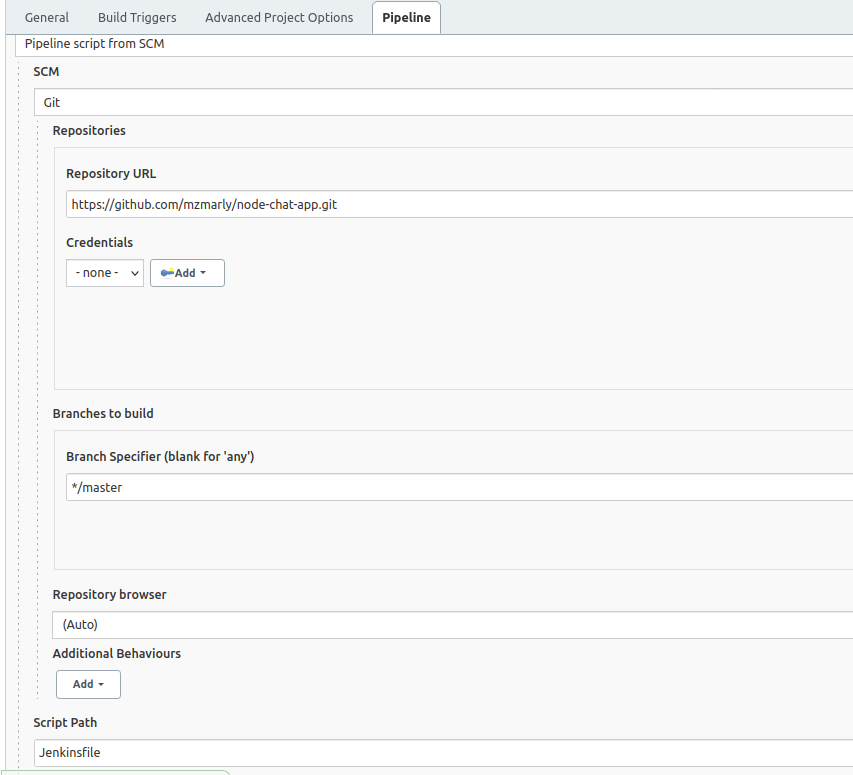 General Build Triggers Advanced Project Options Pipeline
Pipeline script from SCM
SCM
Git
Repositories
Repository URL
https://github.com/mzmarly/node-chat-app.git
Credentials
- none - Add
Branches to build
Branch Specifier (blank for 'any')
*/master
Repository browser
(Auto)
Additional Behaviours
Add
Script Path
Jenkinsfile